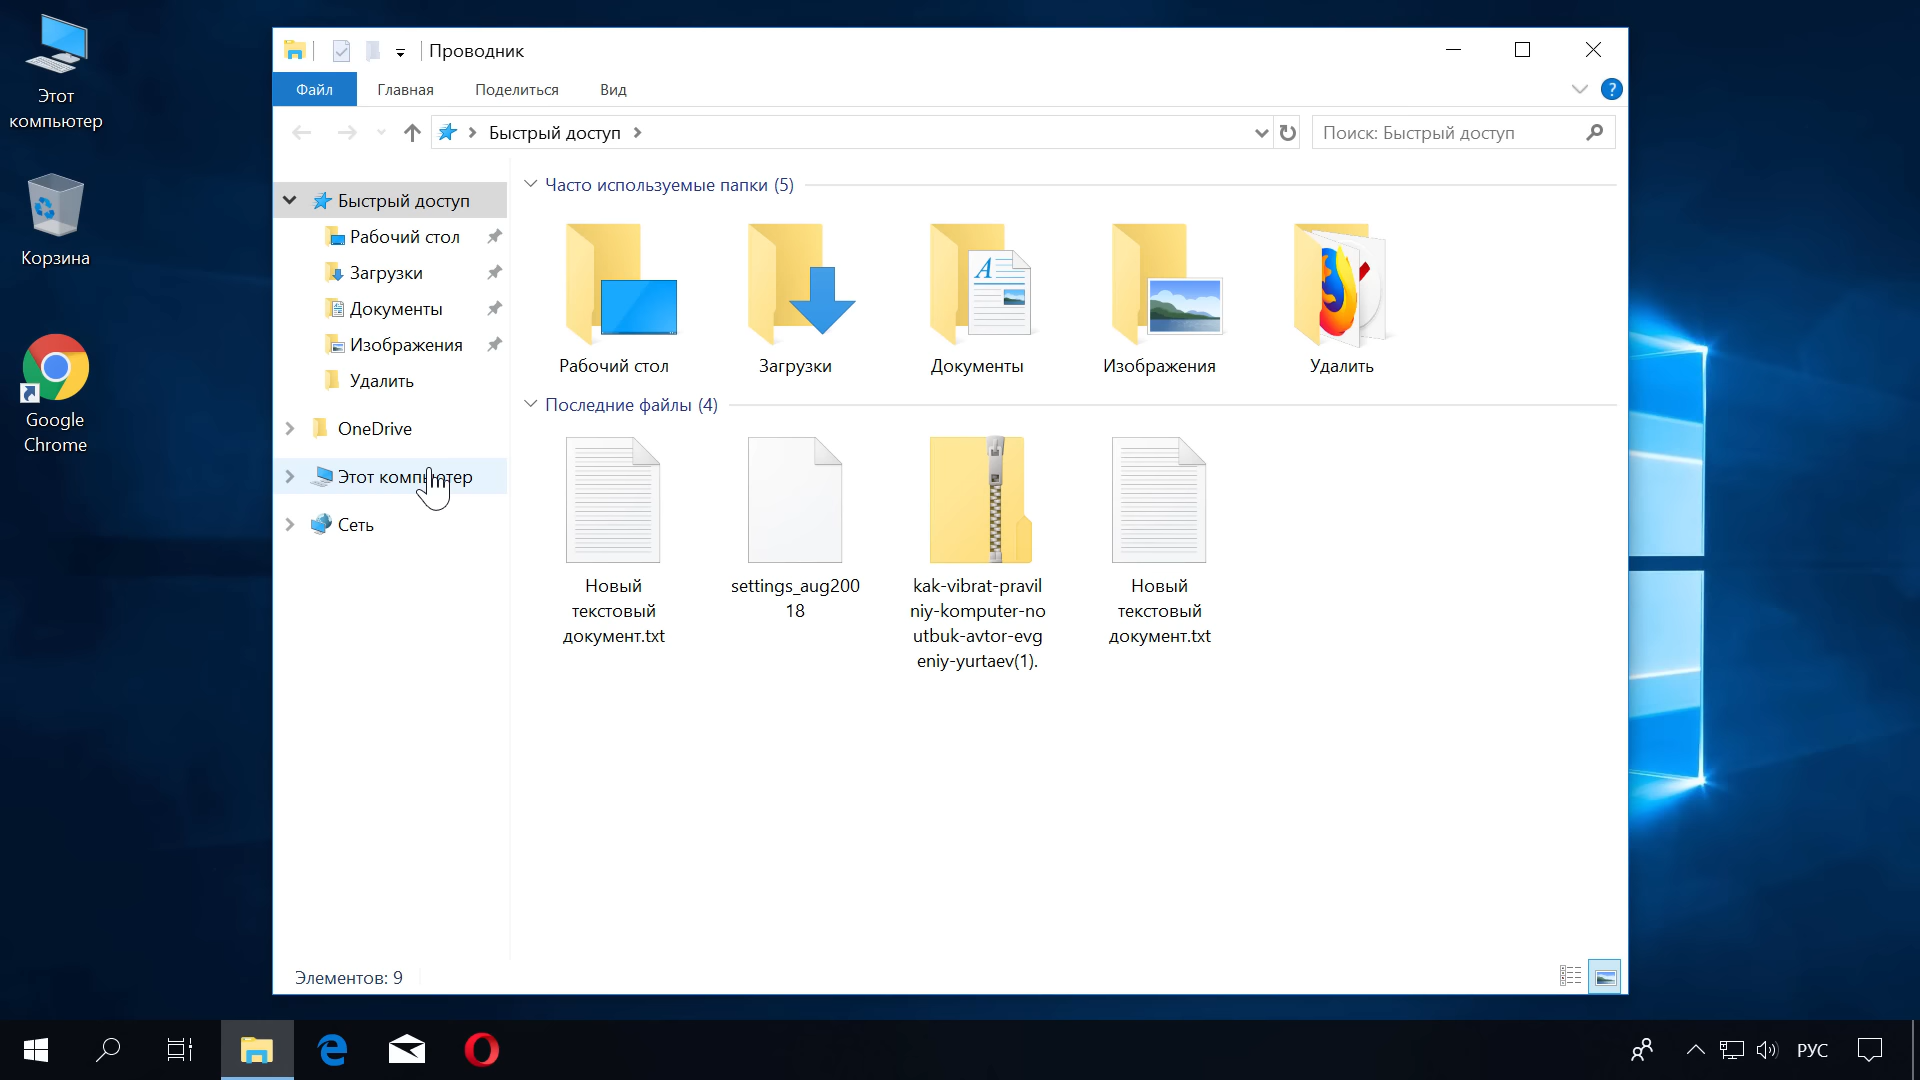 Этот
компьютер
Корзина
Google
Chrome
Проводник
Файл
Главная
Поделиться
Вид
?
Быстрый доступ
Поиск: Быстрый доступ
Быстрый доступ
Рабочий стол
Загрузки
Документы
Изображения
Удалить
OneDrive
Этот компьютер
Сеть
Часто используемые папки (5)
Рабочий стол
Загрузки
Документы
Изображения
Удалить
Последние файлы (4)
Новый
текстовый
документ.txt
settings_aug200
18
kak-vibrat-pravil
niy-komputer-no
utbuk-avtor-evg
eniy-yurtaev(1).
Новый
текстовый
документ.txt
Элементов: 9
РУС